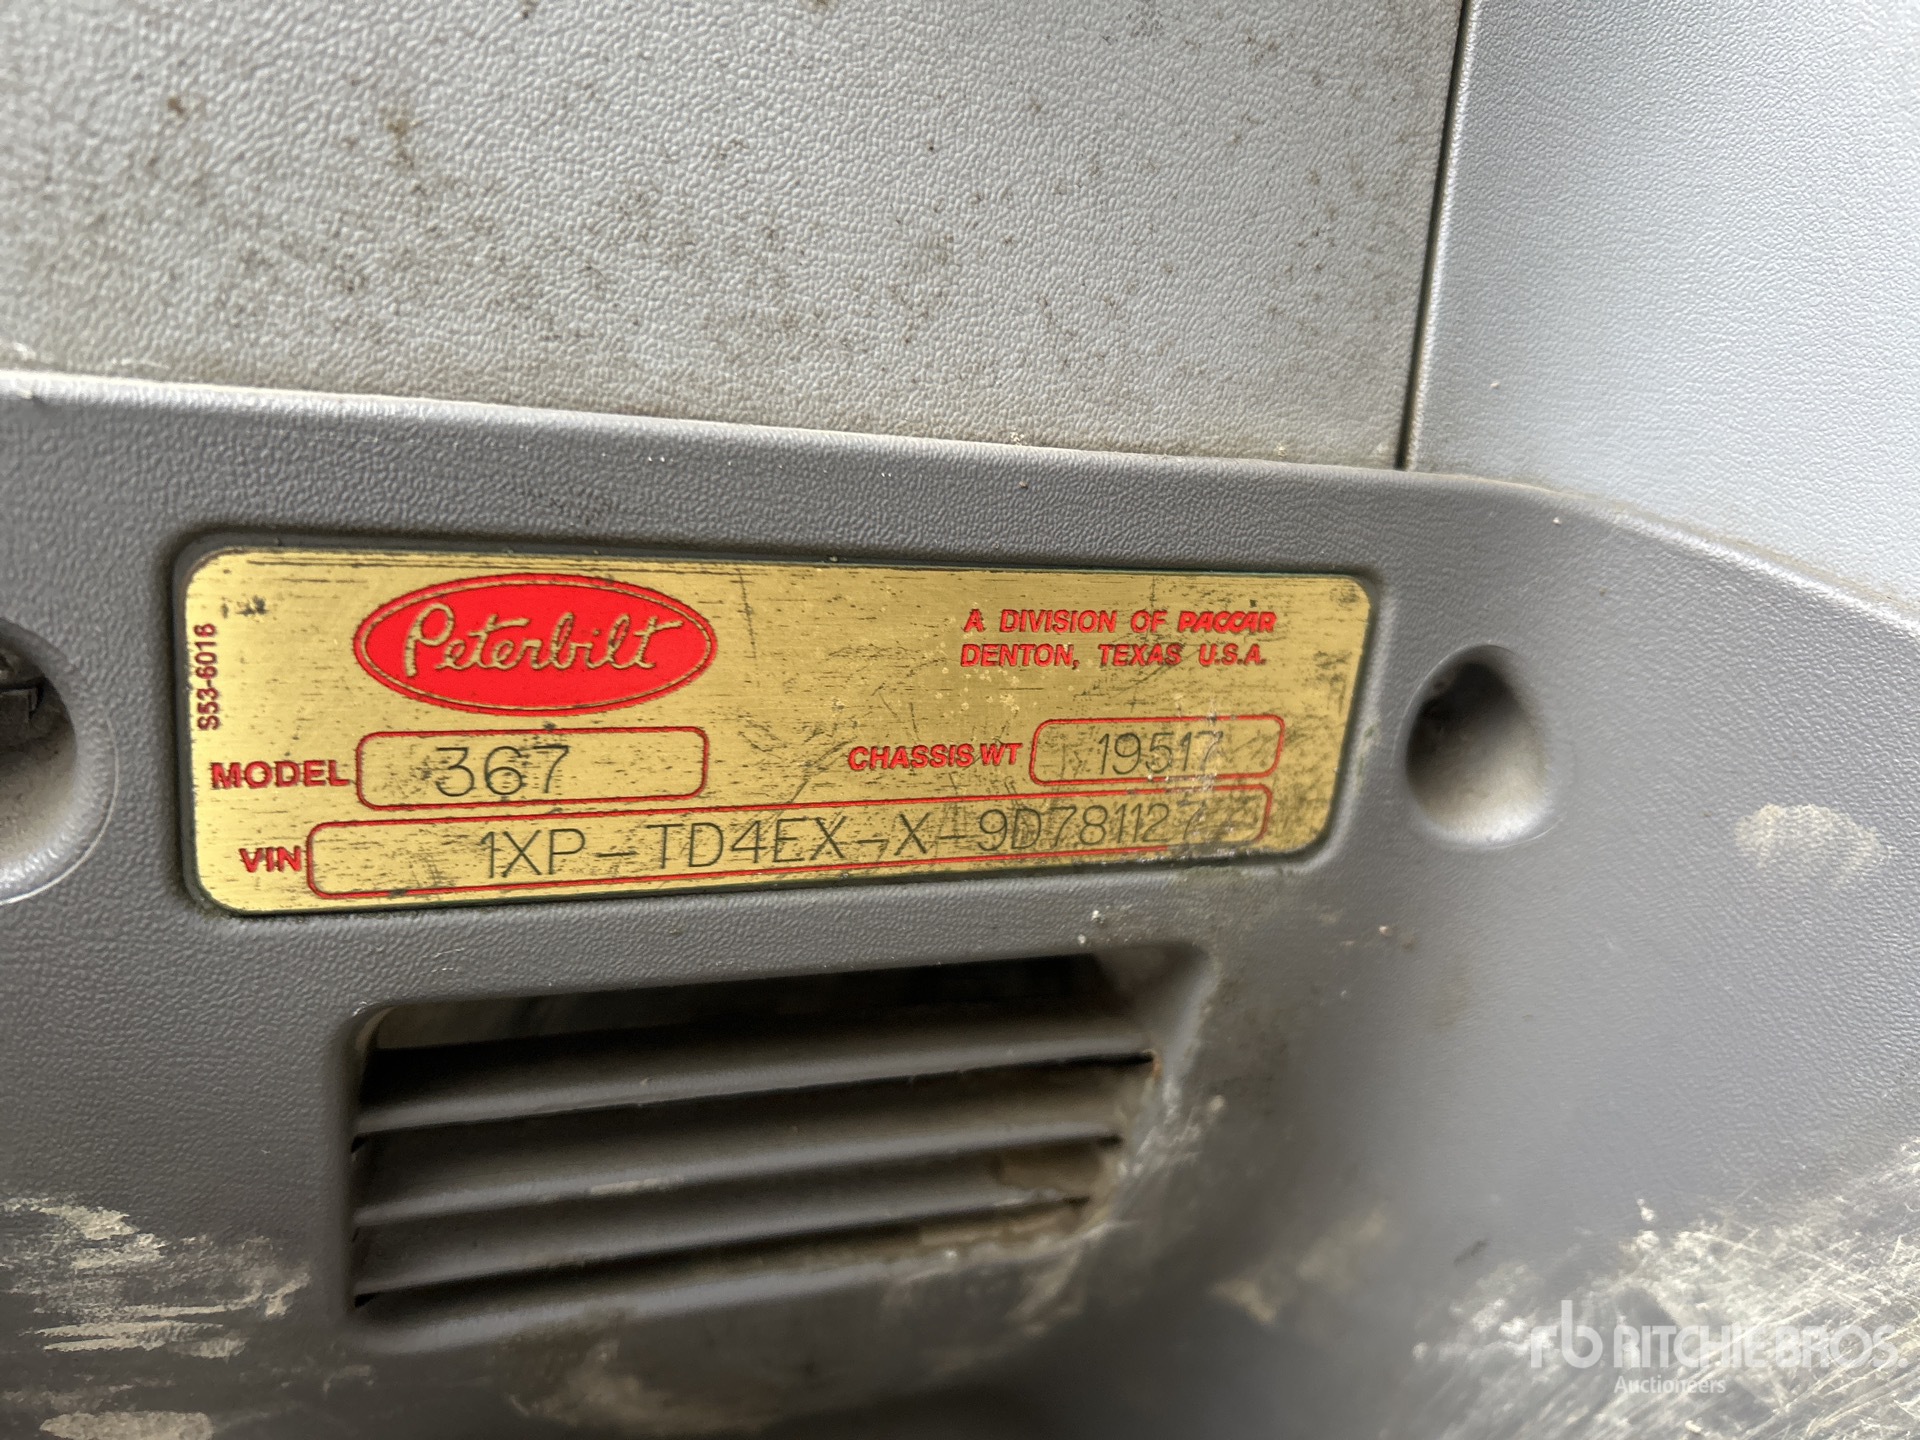 Peterbilt
A DIVISION OF PACCAR
DENTON, TEXAS U.S.A.
S53-6016
MODEL 367
CHASSIS WT 19517
VIN 1XP-TD4EX-X-9D781127
RITCHIE BROS.
Auctioneers